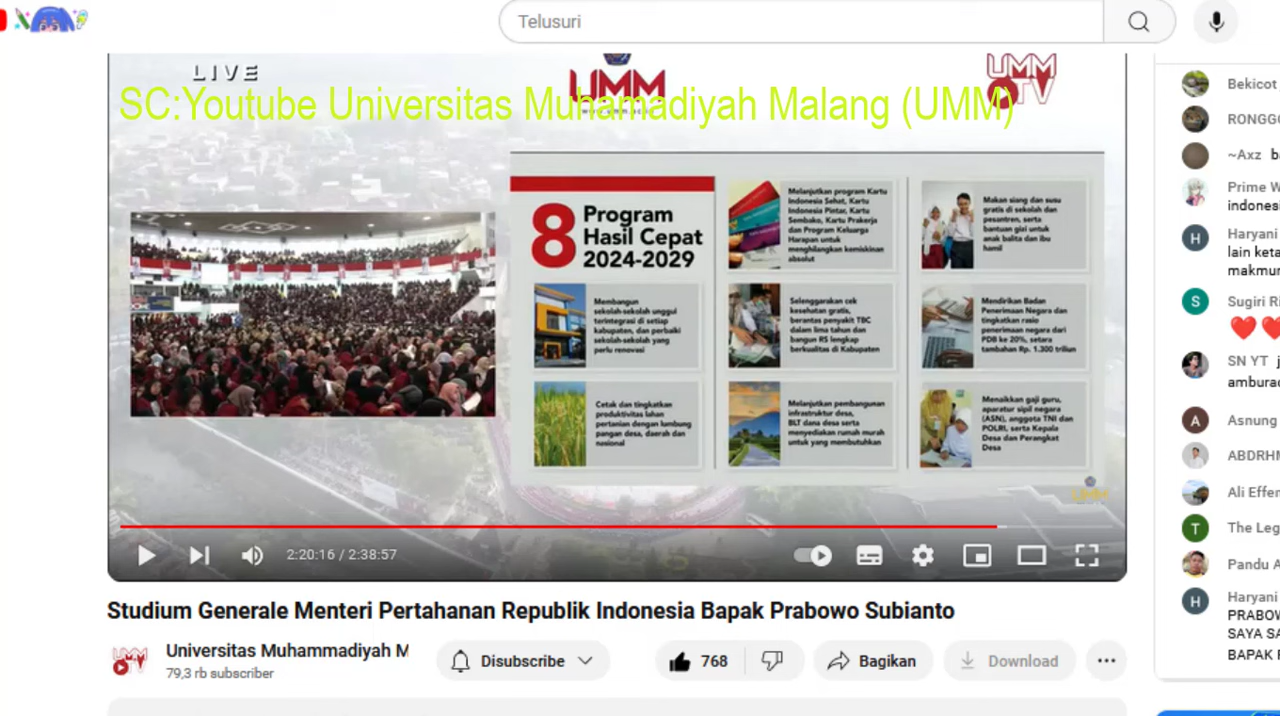 Telusuri
LIVE
UMM
UMM
TV
SC:Youtube Universitas Muhamadiyah Malang (UMM)
8
Program
Hasil Cepat
2024-2029
Melanjutkan program Kartu
Indonesia Sehat, Kartu
Indonesia Pintar, Kartu
Sembako, Kartu Prakerja
dan Program Keluarga
Harapan untuk
menghilangkan kemiskinan
absolut
Makan siang dan susu
gratis di sekolah dan
pesantren, serta
bantuan gizi untuk
anak balita dan ibu
hamil
Membangun
sekolah-sekolah unggul
terintegrasi di setiap
kabupaten, dan perbaiki
sekolah-sekolah yang
perlu renovasi
Selenggarakan cek
kesehatan gratis,
berantas penyakit TBC
dalam lima tahun dan
bangun RS lengkap
berkualitas di Kabupaten
Mendirikan Badan
Penerimaan Negara dan
tingkatkan rasio
penerimaan negara dari
PDB ke 20%, setara
tambahan Rp. 1.300 triliun
Cetak dan tingkatkan
produktivitas lahan
pertanian dengan lumbung
pangan desa, daerah dan
nasional
Melanjutkan pembangunan
infrastruktur desa,
BLT dana desa serta
menyediakan rumah murah
untuk yang membutuhkan
Menaikkan gaji guru,
aparatur sipil negara
(ASN), anggota TNI dan
POLRI, serta Kepala
Desa dan Perangkat
Desa
UMM
2:20:16 / 2:38:57
Studium Generale Menteri Pertahanan Republik Indonesia Bapak Prabowo Subianto
Universitas Muhammadiyah M
79,3 rb subscriber
Disubscribe
768
Bagikan
Download
Bekicot
RONGGO
~Axz b
Prime W
indonesi
H
Haryani
lain keta
makmur
S
Sugiri Ri
SN YT j
amburad
A
Asnung
ABDRHM
Ali Effen
T
The Leg
Pandu A
H
Haryani
PRABOW
SAYA SA
BAPAK P